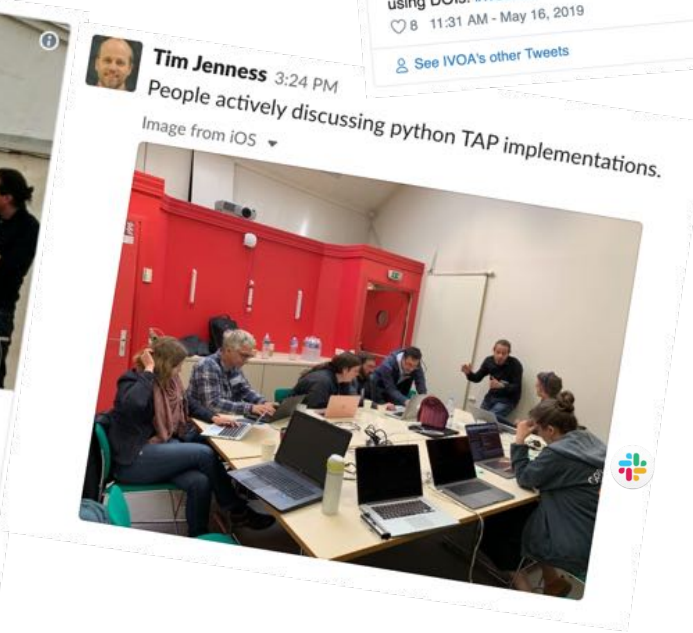 using DOIs.
8 11:31 AM - May 16, 2019
See IVOA's other Tweets
Tim Jenness 3:24 PM
People actively discussing python TAP implementations.
Image from iOS